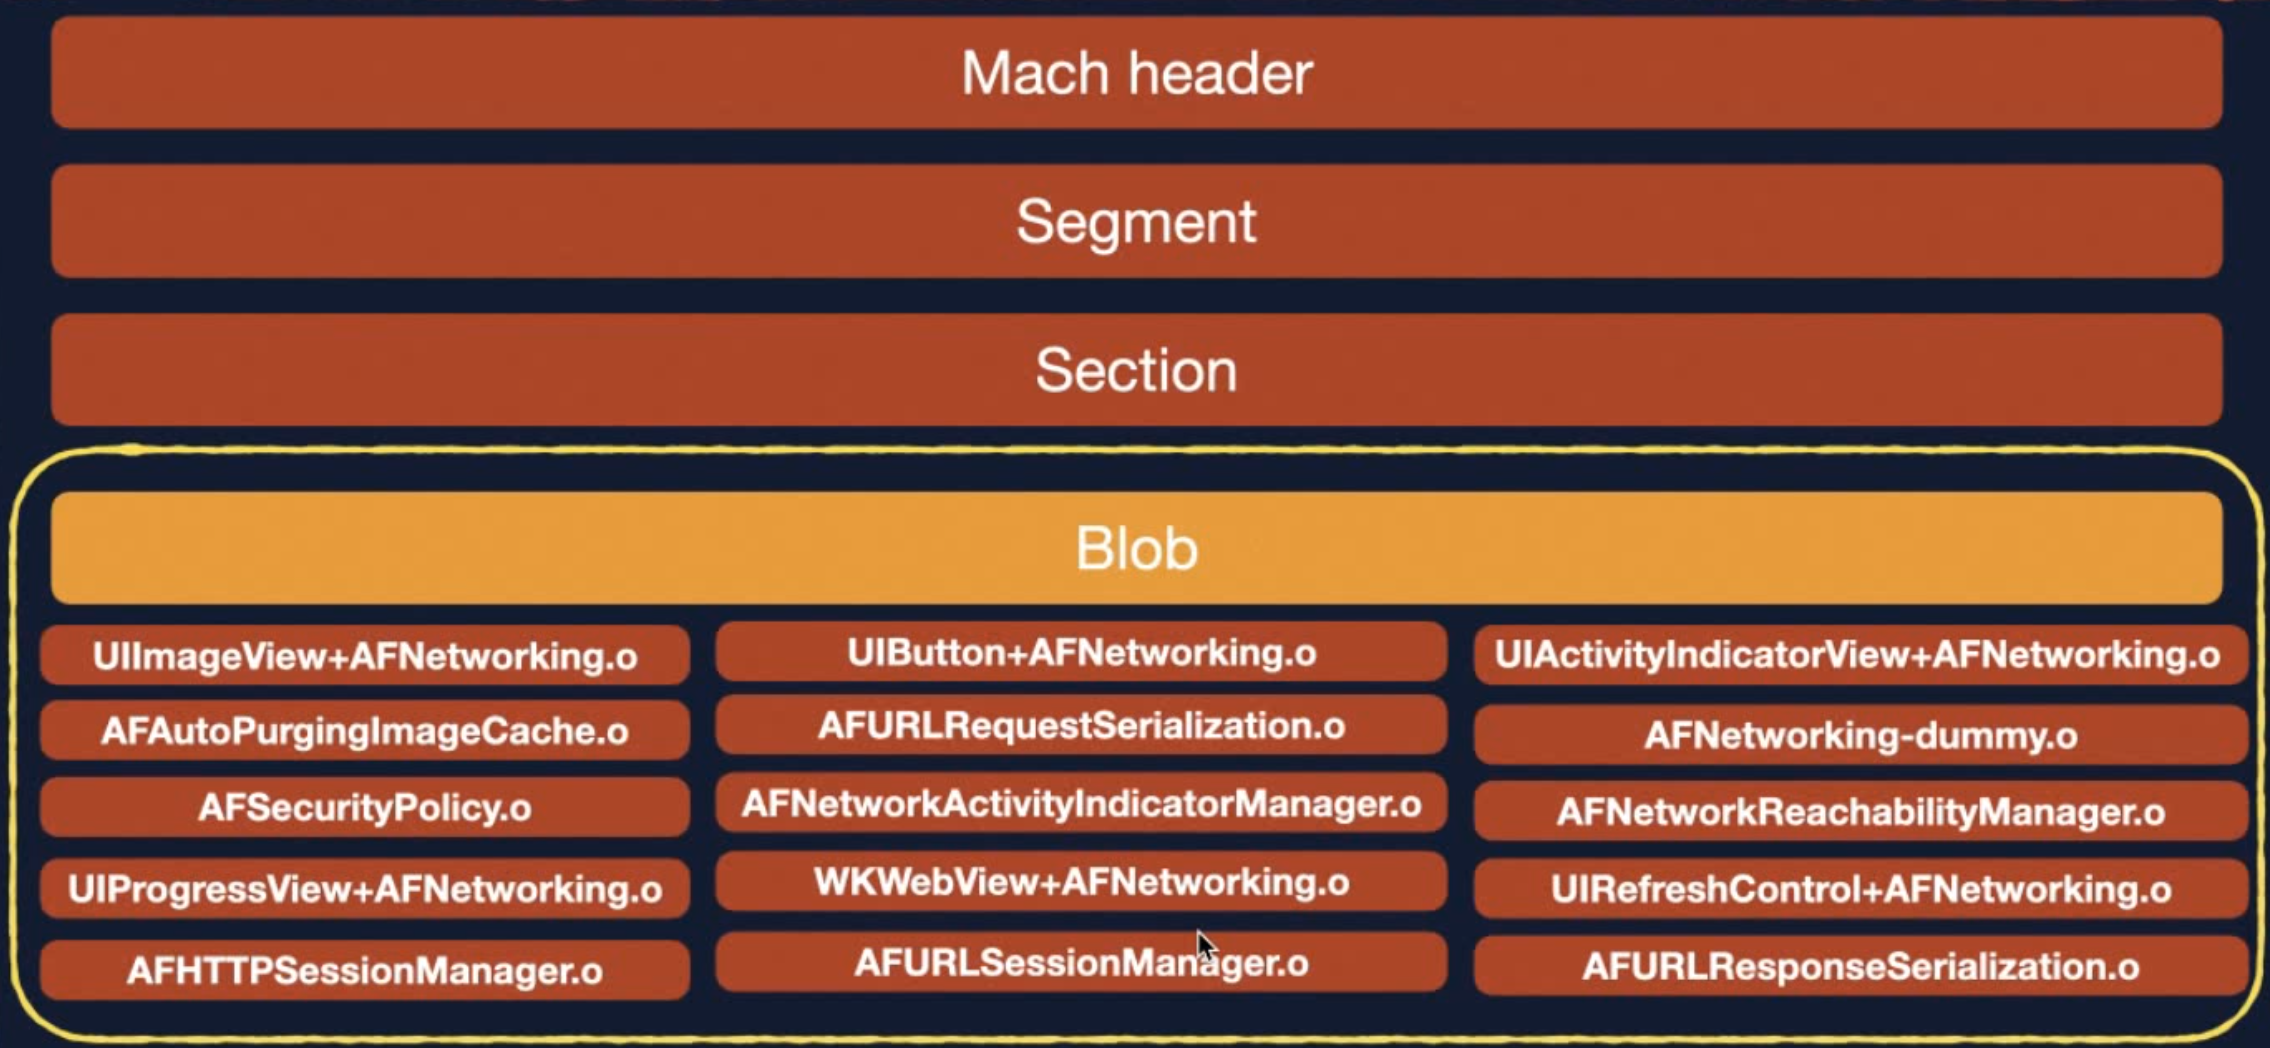 Mach header
Segment
Section
Blob
UIImageView+AFNetworking.o
UIButton+AFNetworking.o
UIActivityIndicatorView+AFNetworking.o
AFAutoPurgingImageCache.o
AFURLRequestSerialization.o
AFNetworking-dummy.o
AFSecurityPolicy.o
AFNetworkActivityIndicatorManager.o
AFNetworkReachabilityManager.o
UIProgressView+AFNetworking.o
WKWebView+AFNetworking.o
UIRefreshControl+AFNetworking.o
AFHTTPSessionManager.o
AFURLSessionManager.o
AFURLResponseSerialization.o